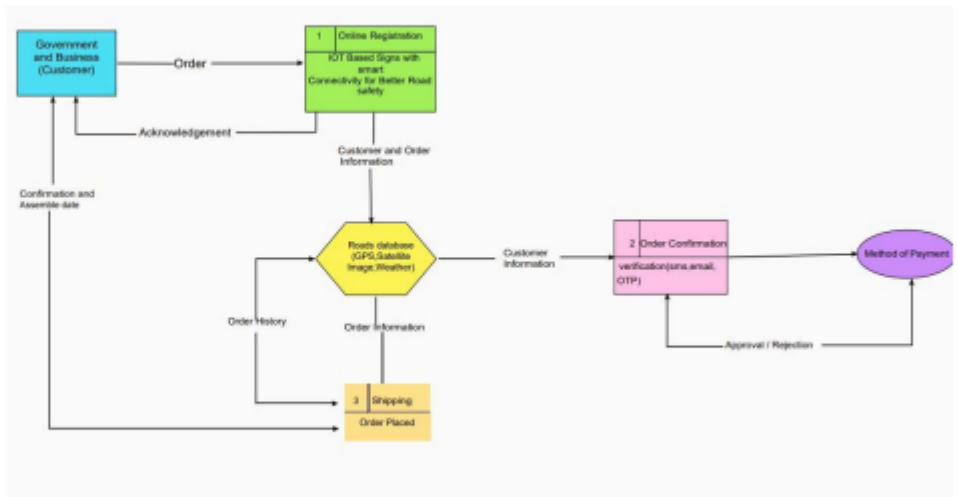 Government
and Business
(Customer)
Order
1 Online Registration
IOT Based Signs with
smart
Connectivity for Better Road
safety
Acknowledgement
Customer and Order
Information
Confirmation and
Assemble date
Roads database
(GPS,Satellite
Image,Weather)
Customer
Information
2 Order Confirmation
verification(sms,email,
OTP)
Method of Payment
Order History
Order Information
Approval / Rejection
3 Shipping
Order Placed